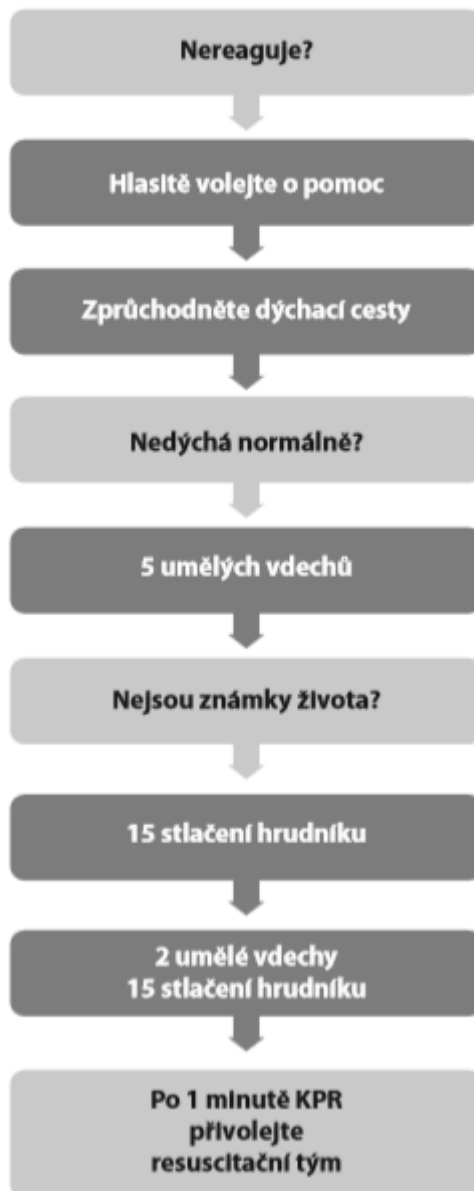 Nereaguje?
Hlasitě volejte o pomoc
Zprůchodněte dýchací cesty
Nedýchá normálně?
5 umělých vdechů
Nejsou známky života?
15 stlačení hrudníku
2 umělé vdechy
15 stlačení hrudníku
Po 1 minutě KPR
přivolejte
resuscitační tým